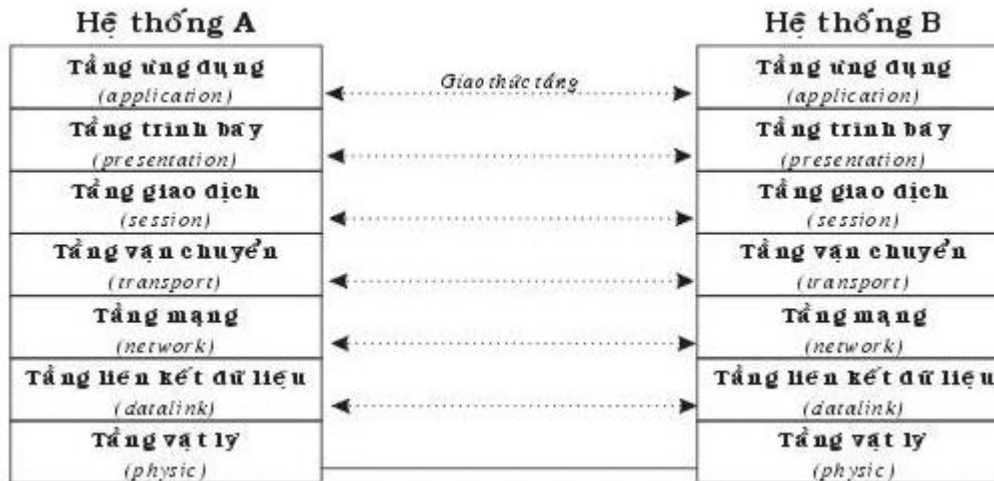 Hệ thống A
Hệ thống B
Tầng ứng dụng
(application)
Giao thức tầng
Tầng ứng dụng
(application)
Tầng trình bày
(presentation)
Tầng trình bày
(presentation)
Tầng giao dịch
(session)
Tầng giao dịch
(session)
Tầng vận chuyển
(transport)
Tầng vận chuyển
(transport)
Tầng mạng
(network)
Tầng mạng
(network)
Tầng liên kết dữ liệu
(datalink)
Tầng liên kết dữ liệu
(datalink)
Tầng vật lý
(physic)
Tầng vật lý
(physic)